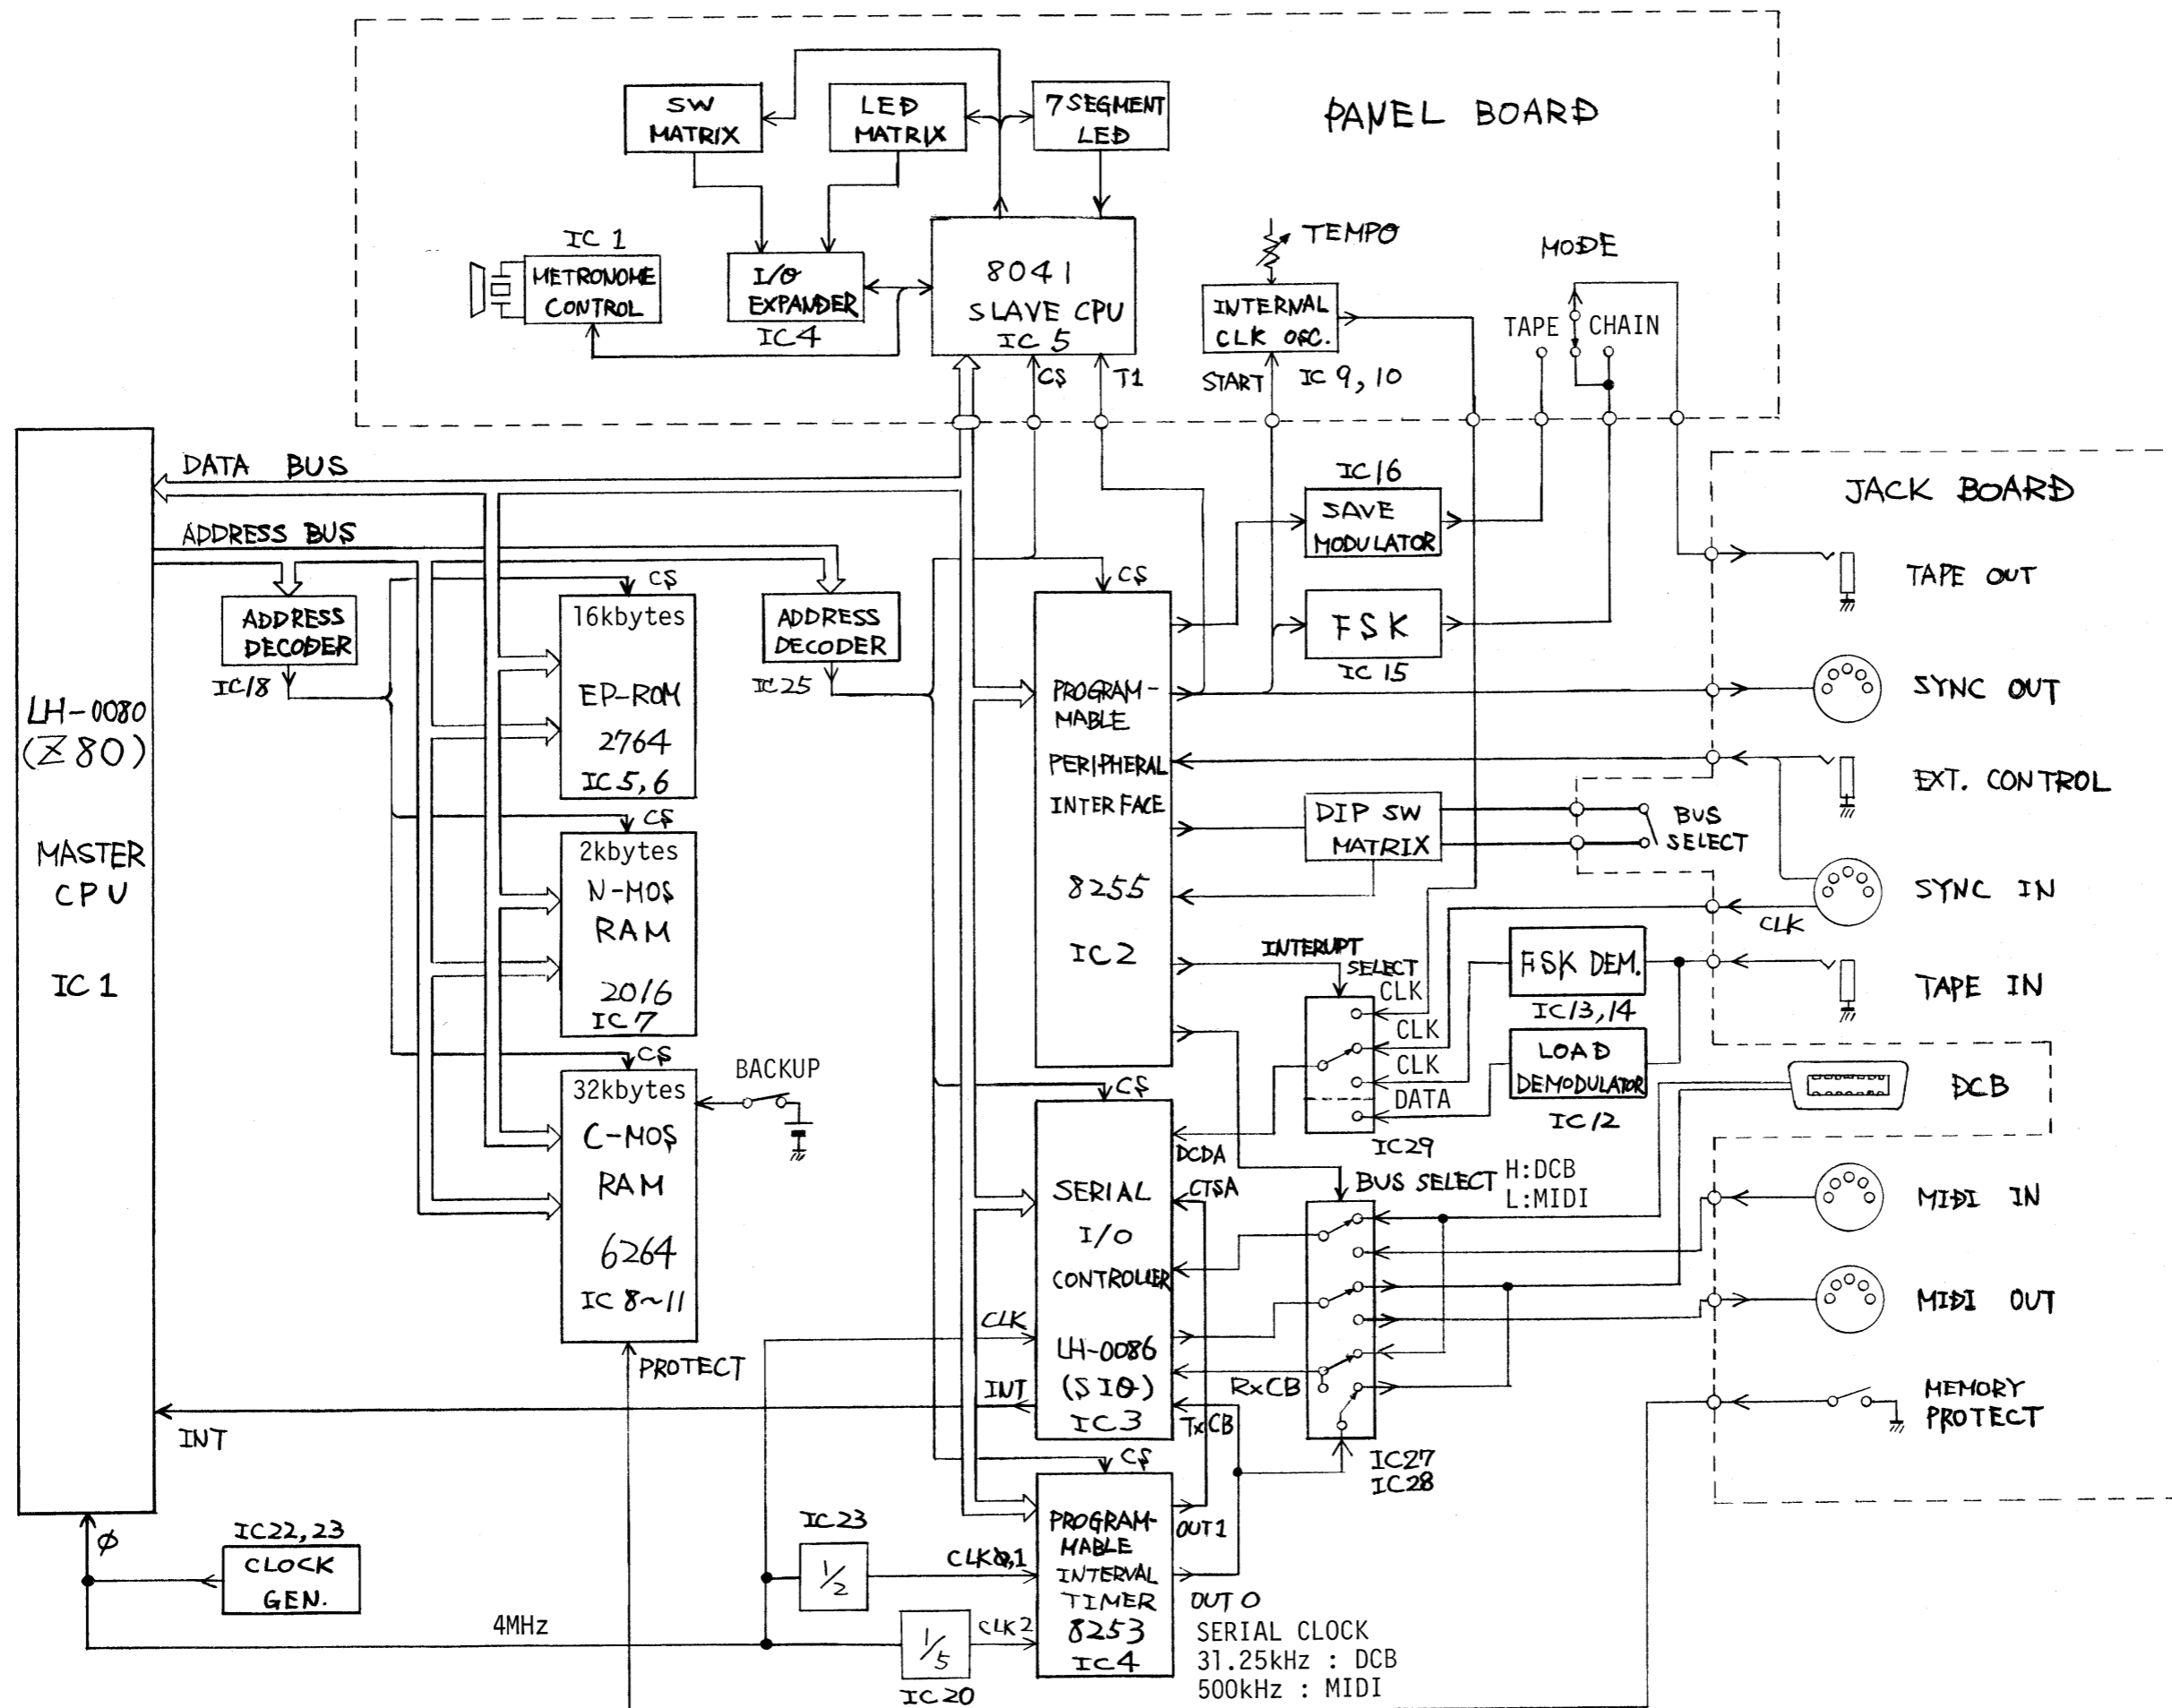 PANEL BOARD
SW
MATRIX
LED
MATRIX
7 SEGMENT
LED
IC 1
METRONOME
CONTROL
I/O
EXPANDER
IC4
8041
SLAVE CPU
IC 5
CS
T1
TEMPO
INTERNAL
CLK OSC.
START
IC 9, 10
MODE
TAPE
CHAIN
DATA BUS
ADDRESS BUS
LH-0080
(Z80)
MASTER
CPU
IC 1
ADDRESS
DECODER
IC18
CS
16kbytes
EP-ROM
2764
IC 5, 6
CS
2kbytes
N-MOS
RAM
2016
IC 7
CS
32kbytes
C-MOS
RAM
6264
IC 8~11
BACKUP
PROTECT
ADDRESS
DECODER
IC25
CS
PROGRAM-
MABLE
PERIPHERAL
INTERFACE
8255
IC2
IC16
SAVE
MODULATOR
FSK
IC 15
DIP SW
MATRIX
BUS
SELECT
INTERUPT
SELECT
CLK
CLK
CLK
DATA
IC29
FSK DEM.
IC13,14
LOAD
DEMODULATOR
IC12
JACK BOARD
TAPE OUT
SYNC OUT
EXT. CONTROL
SYNC IN
CLK
TAPE IN
DCB
MIDI IN
MIDI OUT
MEMORY
PROTECT
CS
DCDA
CTSA
SERIAL
I/O
CONTROLLER
LH-0086
(SIO)
IC3
CLK
INT
RxCB
TxCB
BUS SELECT
H:DCB
L:MIDI
IC27
IC28
INT
ø
IC22, 23
CLOCK
GEN.
4MHz
IC23
1/2
CLK0,1
1/5
IC20
CLK2
CS
PROGRAM-
MABLE
INTERVAL
TIMER
8253
IC4
OUT1
OUT 0
SERIAL CLOCK
31.25kHz : DCB
500kHz : MIDI